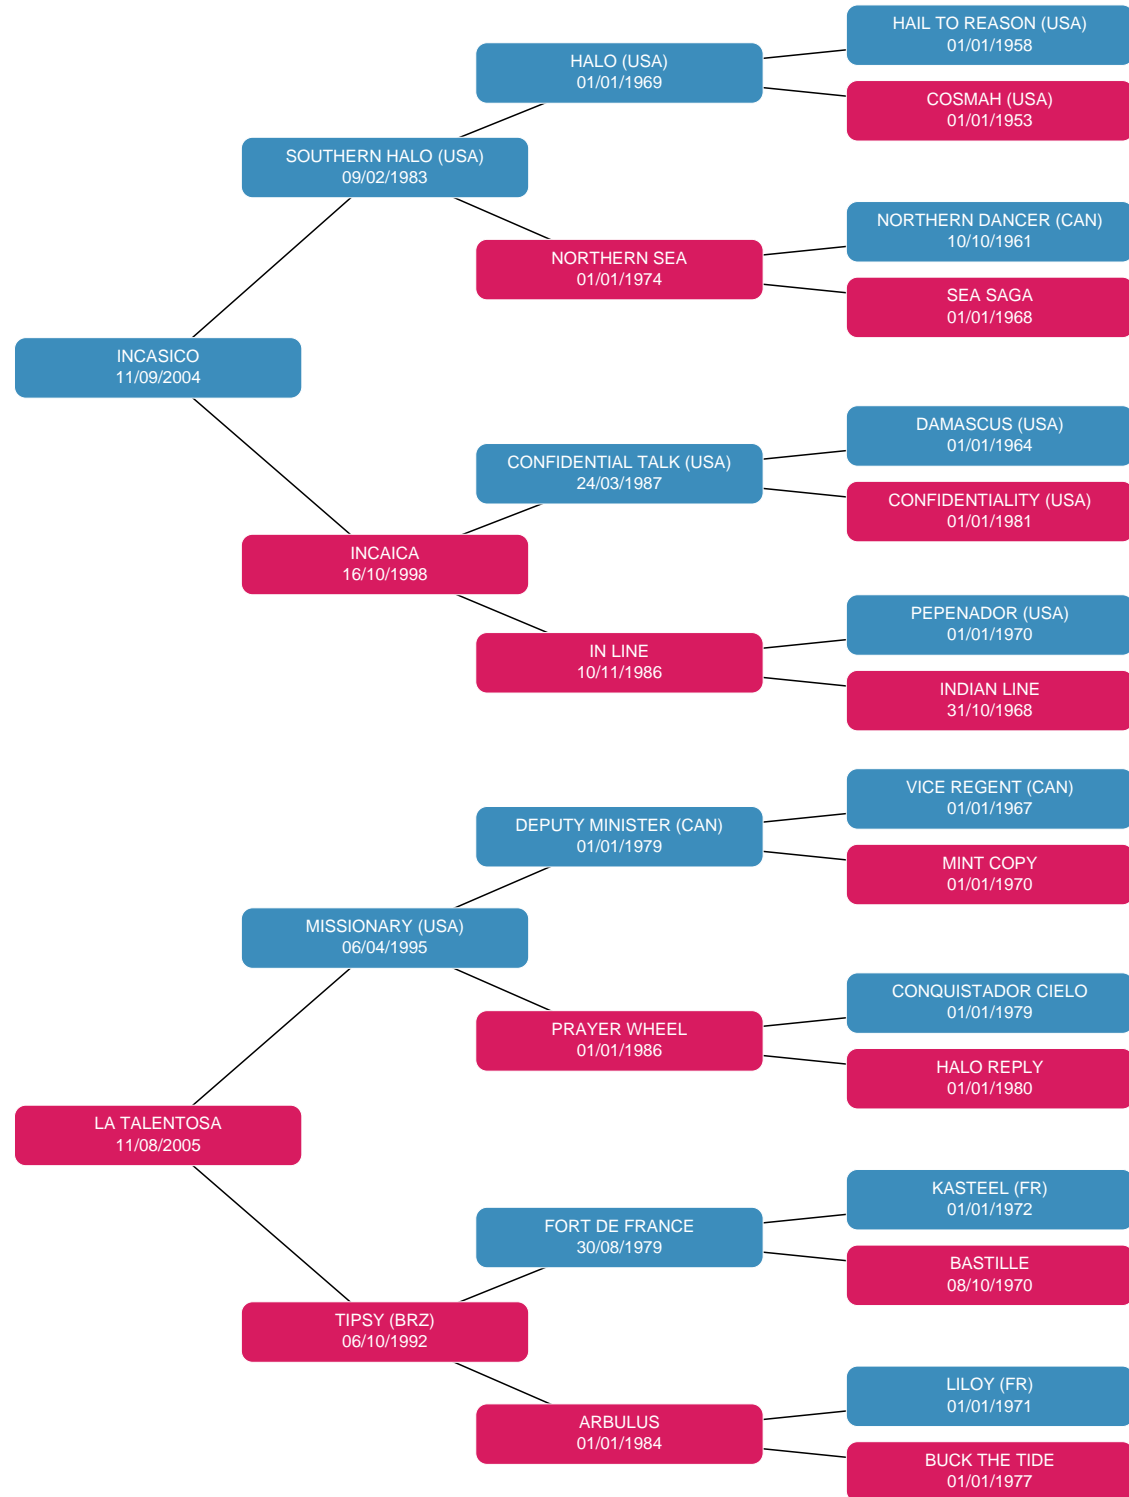 HAIL TO REASON (USA)
01/01/1958
HALO (USA)
01/01/1969
COSMAH (USA)
01/01/1953
SOUTHERN HALO (USA)
09/02/1983
NORTHERN DANCER (CAN)
10/10/1961
NORTHERN SEA
01/01/1974
SEA SAGA
01/01/1968
INCASICO
11/09/2004
DAMASCUS (USA)
01/01/1964
CONFIDENTIAL TALK (USA)
24/03/1987
CONFIDENTIALITY (USA)
01/01/1981
INCAICA
16/10/1998
PEPENADOR (USA)
01/01/1970
IN LINE
10/11/1986
INDIAN LINE
31/10/1968
VICE REGENT (CAN)
01/01/1967
DEPUTY MINISTER (CAN)
01/01/1979
MINT COPY
01/01/1970
MISSIONARY (USA)
06/04/1995
CONQUISTADOR CIELO
01/01/1979
PRAYER WHEEL
01/01/1986
HALO REPLY
01/01/1980
LA TALENTOSA
11/08/2005
KASTEEL (FR)
01/01/1972
FORT DE FRANCE
30/08/1979
BASTILLE
08/10/1970
TIPSY (BRZ)
06/10/1992
LILOY (FR)
01/01/1971
ARBULUS
01/01/1984
BUCK THE TIDE
01/01/1977